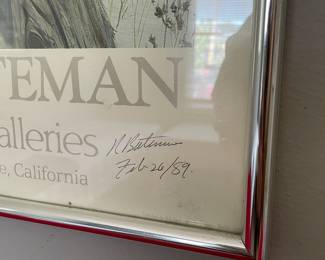 TEMAN
alleries R Bateman
e, California Feb 26/89.